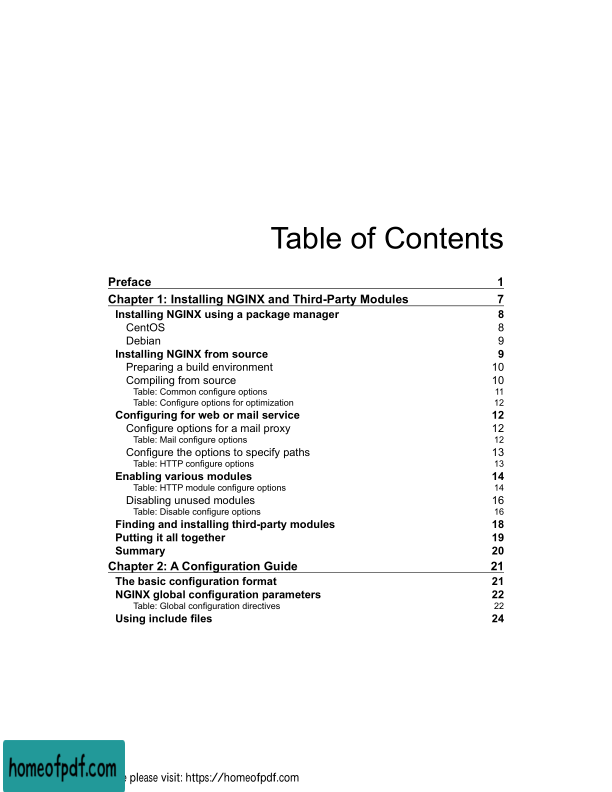 Table of Contents
Preface 1
Chapter 1: Installing NGINX and Third-Party Modules 7
Installing NGINX using a package manager 8
CentOS 8
Debian 9
Installing NGINX from source 9
Preparing a build environment 10
Compiling from source 10
Table: Common configure options 11
Table: Configure options for optimization 12
Configuring for web or mail service 12
Configure options for a mail proxy 12
Table: Mail configure options 12
Configure the options to specify paths 13
Table: HTTP configure options 13
Enabling various modules 14
Table: HTTP module configure options 14
Disabling unused modules 16
Table: Disable configure options 16
Finding and installing third-party modules 18
Putting it all together 19
Summary 20
Chapter 2: A Configuration Guide 21
The basic configuration format 21
NGINX global configuration parameters 22
Table: Global configuration directives 22
Using include files 24
homeofpdf.com
please visit: https://homeofpdf.com